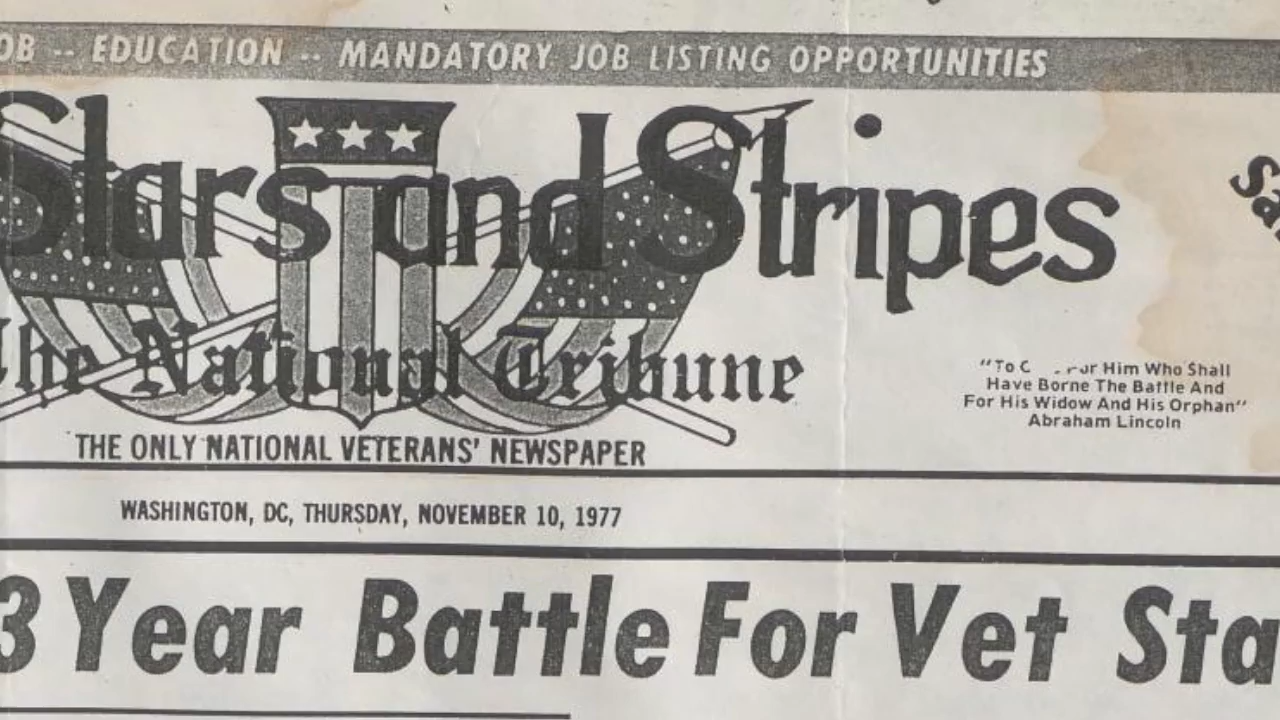 OB -- EDUCATION -- MANDATORY JOB LISTING OPPORTUNITIES
Stars and Stripes
The National Tribune
THE ONLY NATIONAL VETERANS' NEWSPAPER
"To Him Who Shall
Have Borne The Battle And
For His Widow And His Orphan"
Abraham Lincoln
WASHINGTON, DC, THURSDAY, NOVEMBER 10, 1977
3 Year Battle For Vet Sta